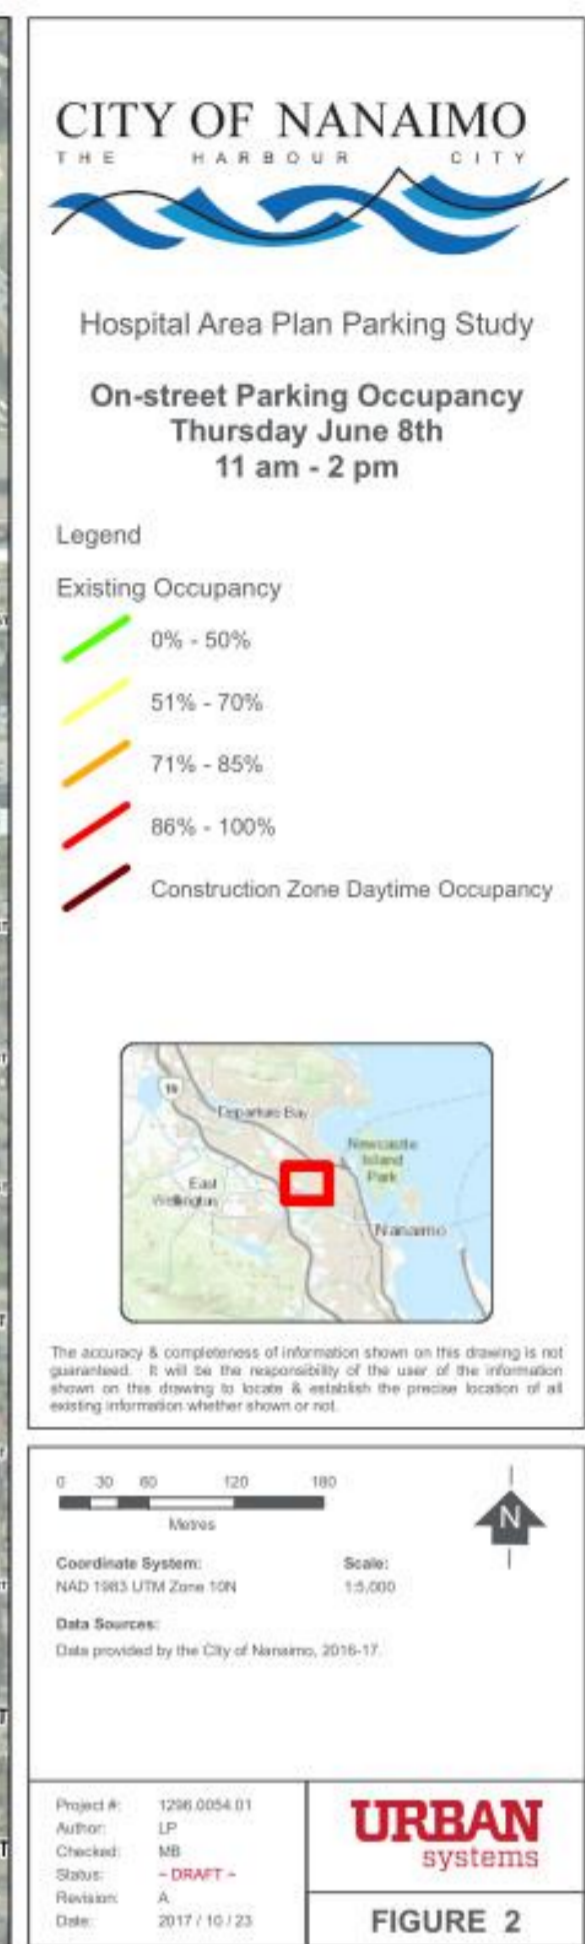 CITY OF NANAIMO
THE HARBOUR CITY
Hospital Area Plan Parking Study
On-street Parking Occupancy
Thursday June 8th
11 am - 2 pm
Legend
Existing Occupancy
0% - 50%
51% - 70%
71% - 85%
86% - 100%
Construction Zone Daytime Occupancy
19
Departure Bay
Newcastle
Island
Park
East
Wellington
Nanaimo
The accuracy & completeness of information shown on this drawing is not
guaranteed. It will be the responsibility of the user of the information
shown on this drawing to locate & establish the precise location of all
existing information whether shown or not.
0 30 60 120 180
Metres
N
Coordinate System:
NAD 1983 UTM Zone 10N
Scale:
1:5,000
Data Sources:
Data provided by the City of Nanaimo, 2016-17.
Project #: 1296.0054.01
Author: LP
Checked: MB
Status: ~ DRAFT ~
Revision: A
Date: 2017 / 10 / 23
URBAN
systems
FIGURE 2